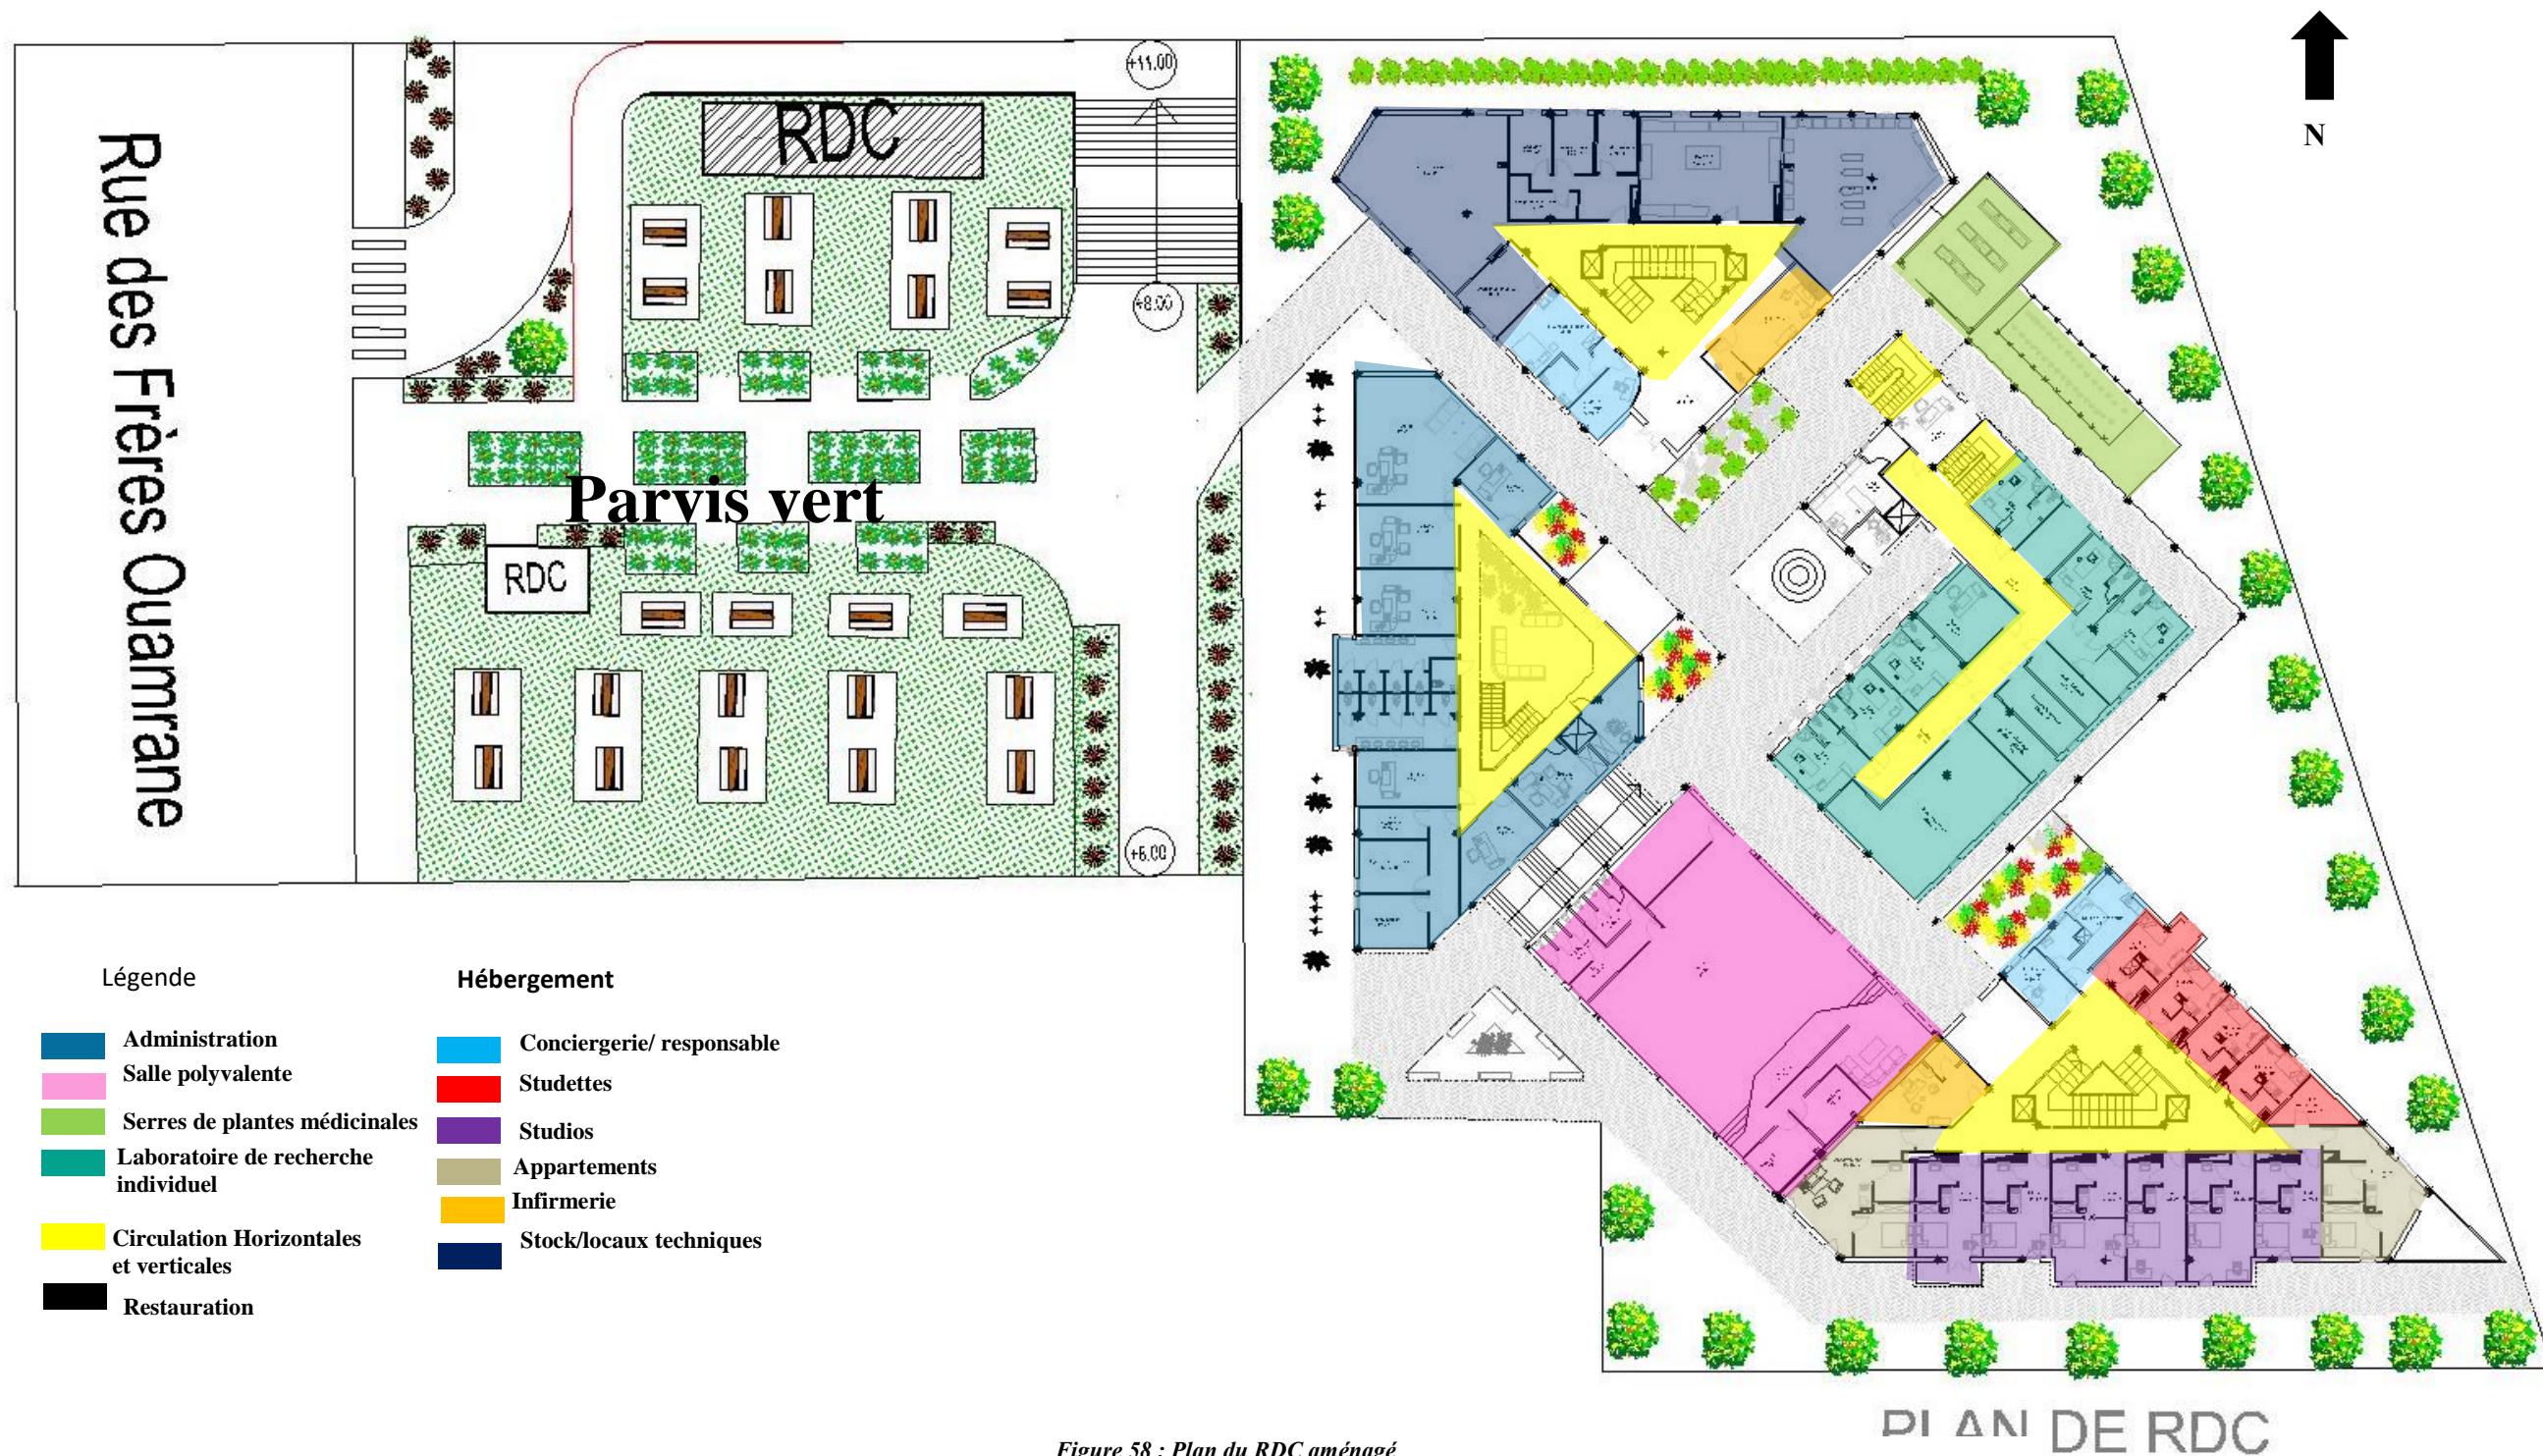 Rue des Frères Ouamrane
RDC
+11.00
+8.00
N
Parvis vert
RDC
+6.00
Légende
Administration
Salle polyvalente
Serres de plantes médicinales
Laboratoire de recherche
individuel
Circulation Horizontales
et verticales
Restauration
Hébergement
Conciergerie/ responsable
Studettes
Studios
Appartements
Infirmerie
Stock/locaux techniques
PLAN DE RDC
Figure 58 : Plan du RDC aménagé